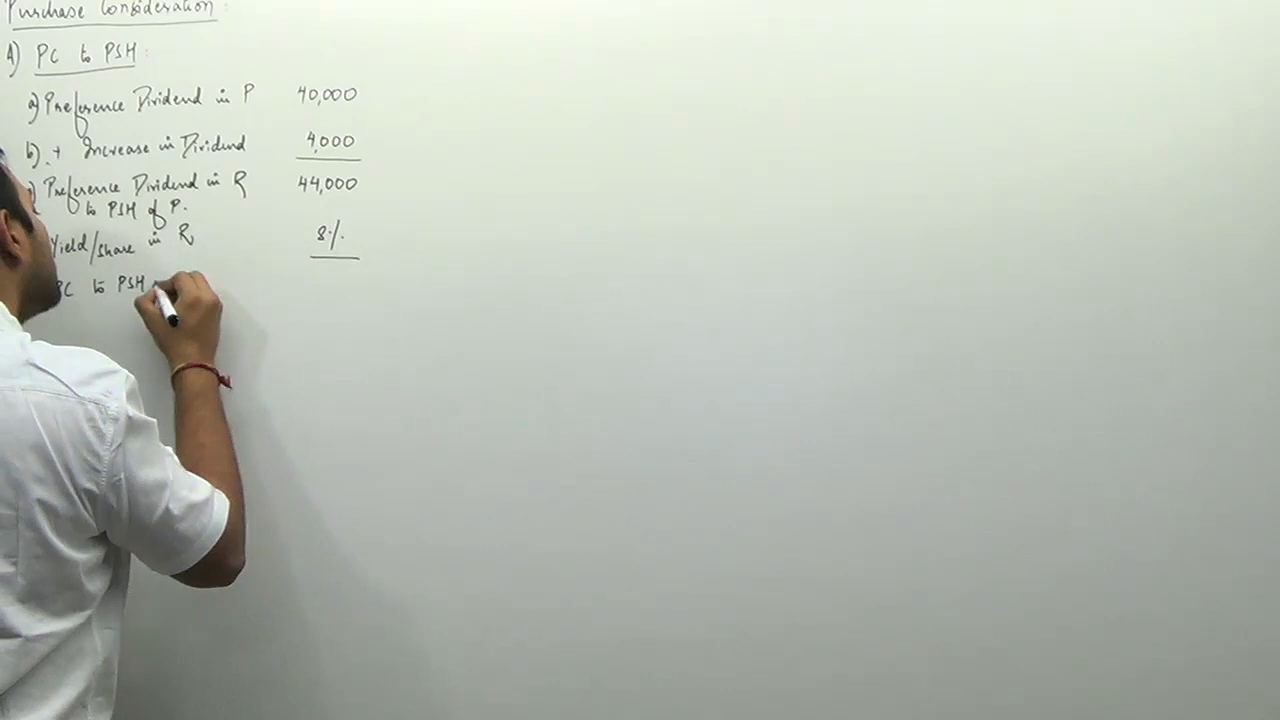 Purchase Consideration :
A) PC to PSH :
a) Preference Dividend in P 40,000
b) + Increase in Dividend 4,000
) Preference Dividend in R 44,000
to PSH of P.
Yield/share in R 8%
PC to PSH